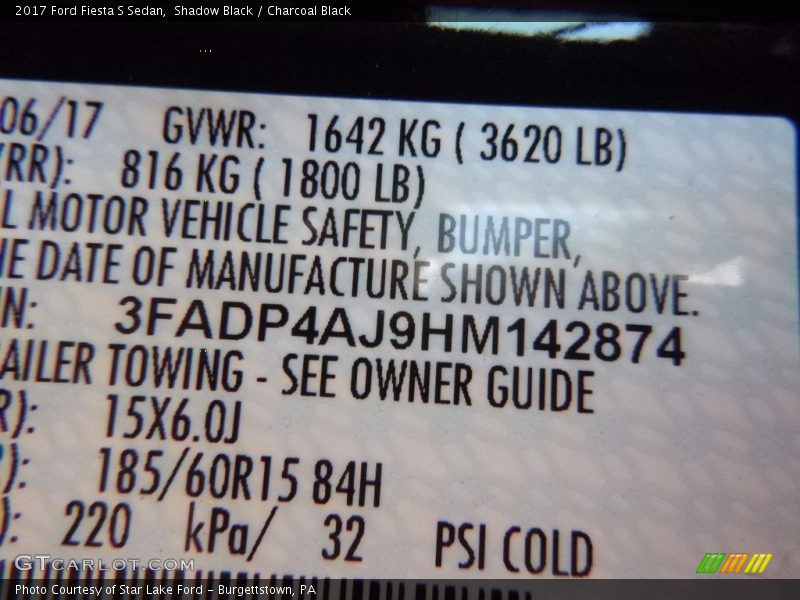 2017 Ford Fiesta S Sedan,  Shadow Black / Charcoal Black
06/17 GVWR: 1642 KG ( 3620 LB)
RR): 816 KG ( 1800 LB)
L MOTOR VEHICLE SAFETY, BUMPER,
HE DATE OF MANUFACTURE SHOWN ABOVE.
N: 3FADP4AJ9HM142874
AILER TOWING - SEE OWNER GUIDE
R): 15X6.0J
): 185/60R15 84H
): 220 kPa/ 32 PSI COLD
GTCARLOT.COM
Photo Courtesy of Star Lake Ford – Burgettstown, PA